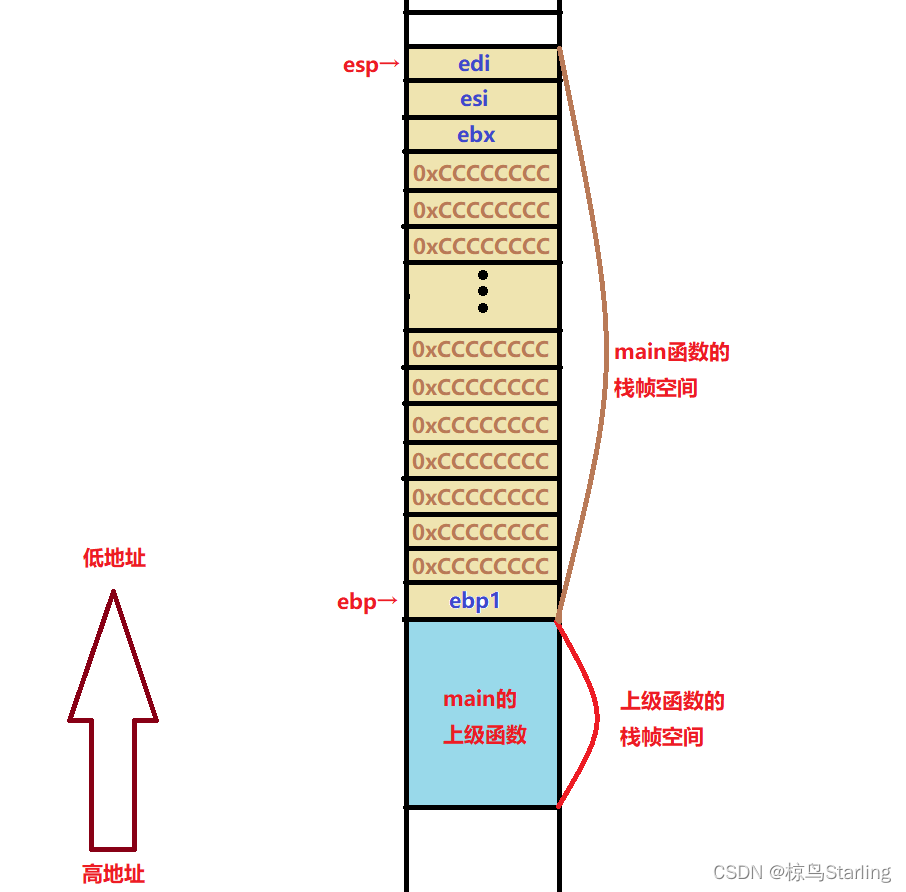 esp→ edi
esi
ebx
0xCCCCCCCC
0xCCCCCCCC
0xCCCCCCCC
0xCCCCCCCC
main函数的
栈帧空间
0xCCCCCCCC
0xCCCCCCCC
0xCCCCCCCC
0xCCCCCCCC
0xCCCCCCCC
0xCCCCCCCC
低地址
ebp→ ebp1
main的
上级函数
上级函数的
栈帧空间
高地址
CSDN @椋鸟Starling